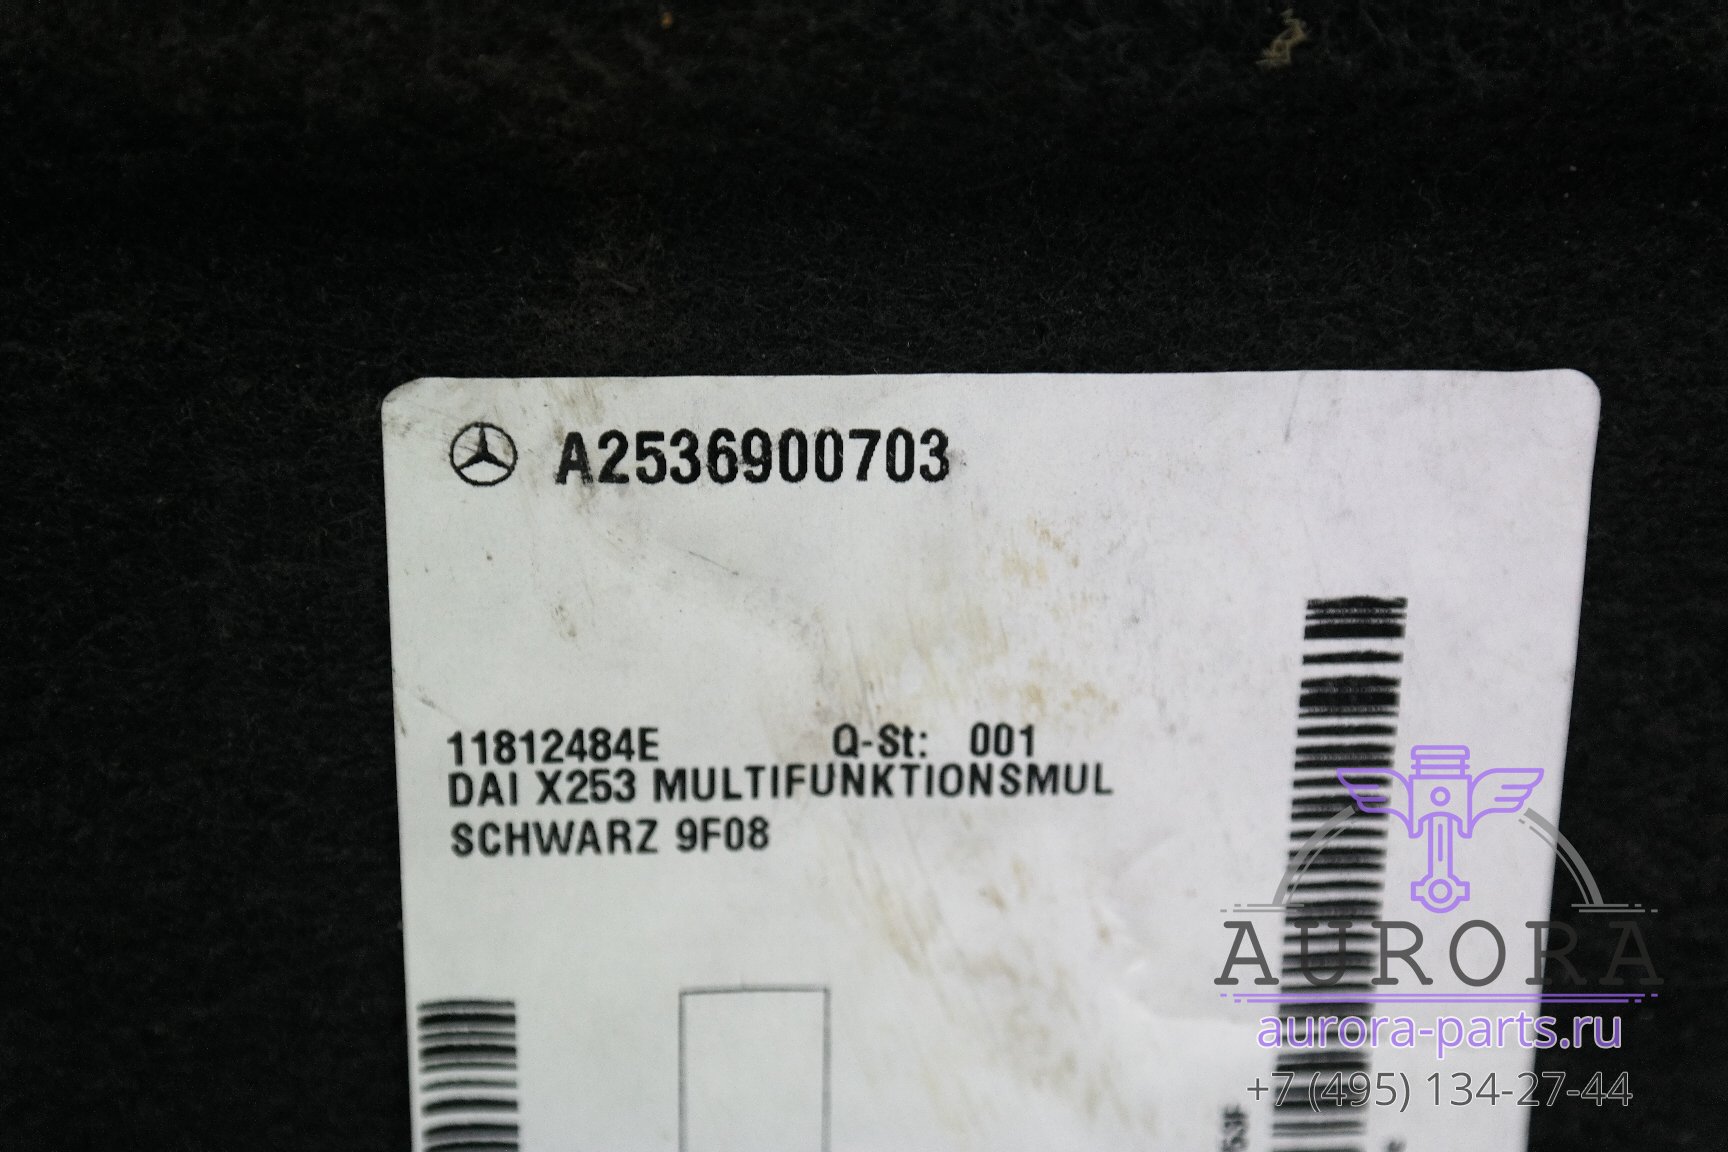 A2536900703
11812484E Q-St: 001
DAI X253 MULTIFUNKTIONSMUL
SCHWARZ 9F08
AURORA
aurora-parts.ru
+7 (495) 134-27-44